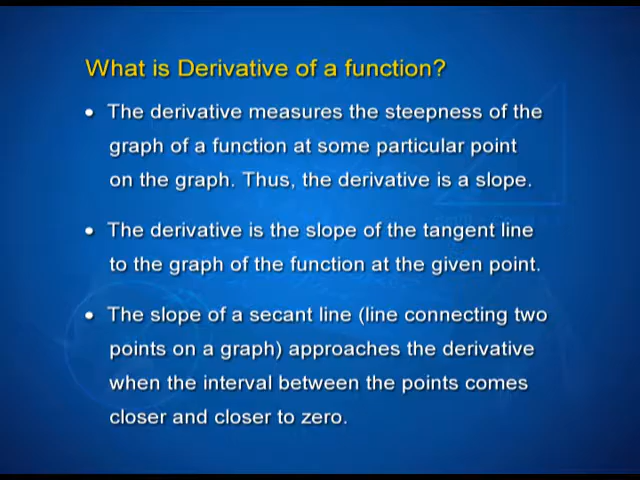 What is Derivative of a function?
• The derivative measures the steepness of the
graph of a function at some particular point
on the graph. Thus, the derivative is a slope.
• The derivative is the slope of the tangent line
to the graph of the function at the given point.
• The slope of a secant line (line connecting two
points on a graph) approaches the derivative
when the interval between the points comes
closer and closer to zero.